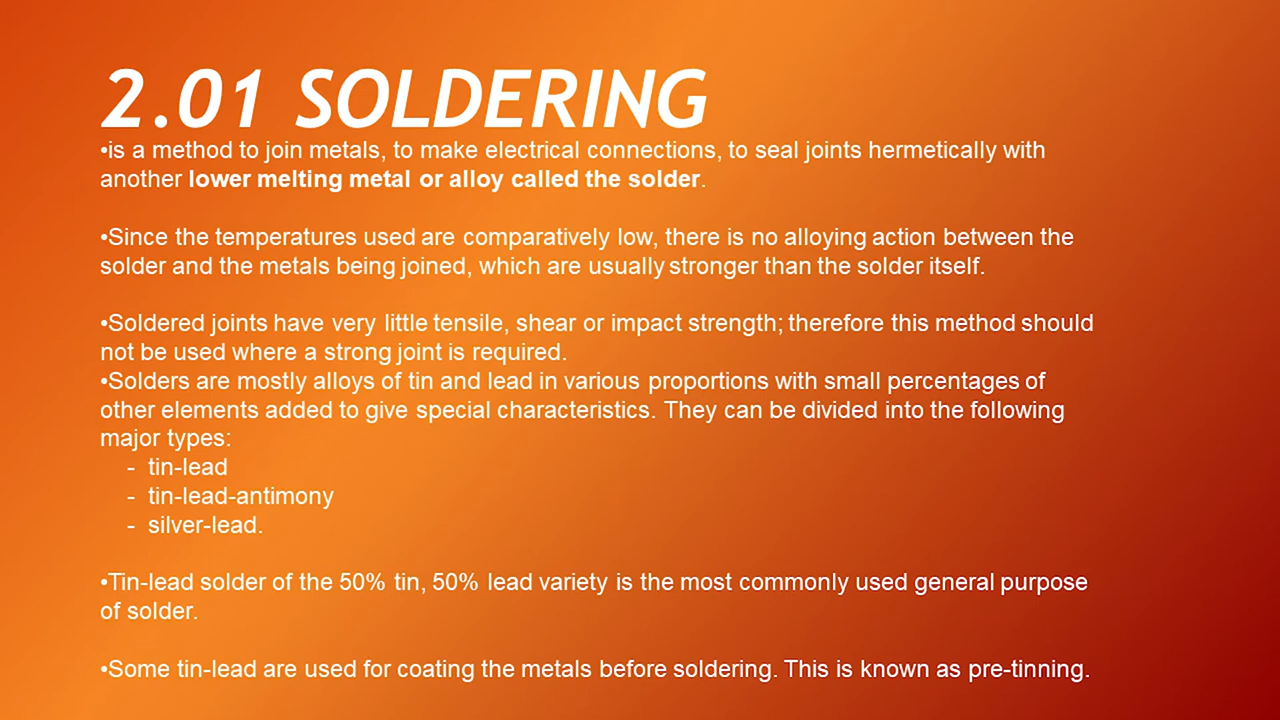 2.01 SOLDERING
•is a method to join metals, to make electrical connections, to seal joints hermetically with
another lower melting metal or alloy called the solder.
•Since the temperatures used are comparatively low, there is no alloying action between the
solder and the metals being joined, which are usually stronger than the solder itself.
•Soldered joints have very little tensile, shear or impact strength; therefore this method should
not be used where a strong joint is required.
•Solders are mostly alloys of tin and lead in various proportions with small percentages of
other elements added to give special characteristics. They can be divided into the following
major types:
- tin-lead
- tin-lead-antimony
- silver-lead.
•Tin-lead solder of the 50% tin, 50% lead variety is the most commonly used general purpose
of solder.
•Some tin-lead are used for coating the metals before soldering. This is known as pre-tinning.